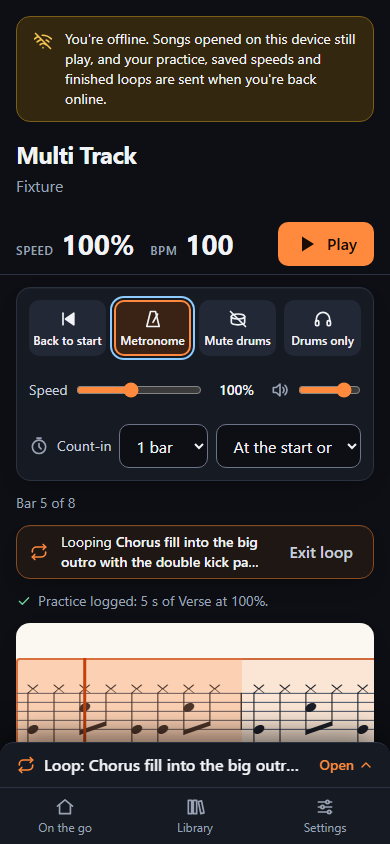 You're offline. Songs opened on this device still
play, and your practice, saved speeds and
finished loops are sent when you're back
online.
Multi Track
Fixture
SPEED 100% BPM 100 Play
Back to start Metronome Mute drums Drums only
Speed 100%
Count-in 1 bar At the start or
Bar 5 of 8
Looping Chorus fill into the big
outro with the double kick pa...
Exit loop
Practice logged: 5 s of Verse at 100%.
Loop: Chorus fill into the big outr... Open
On the go Library Settings